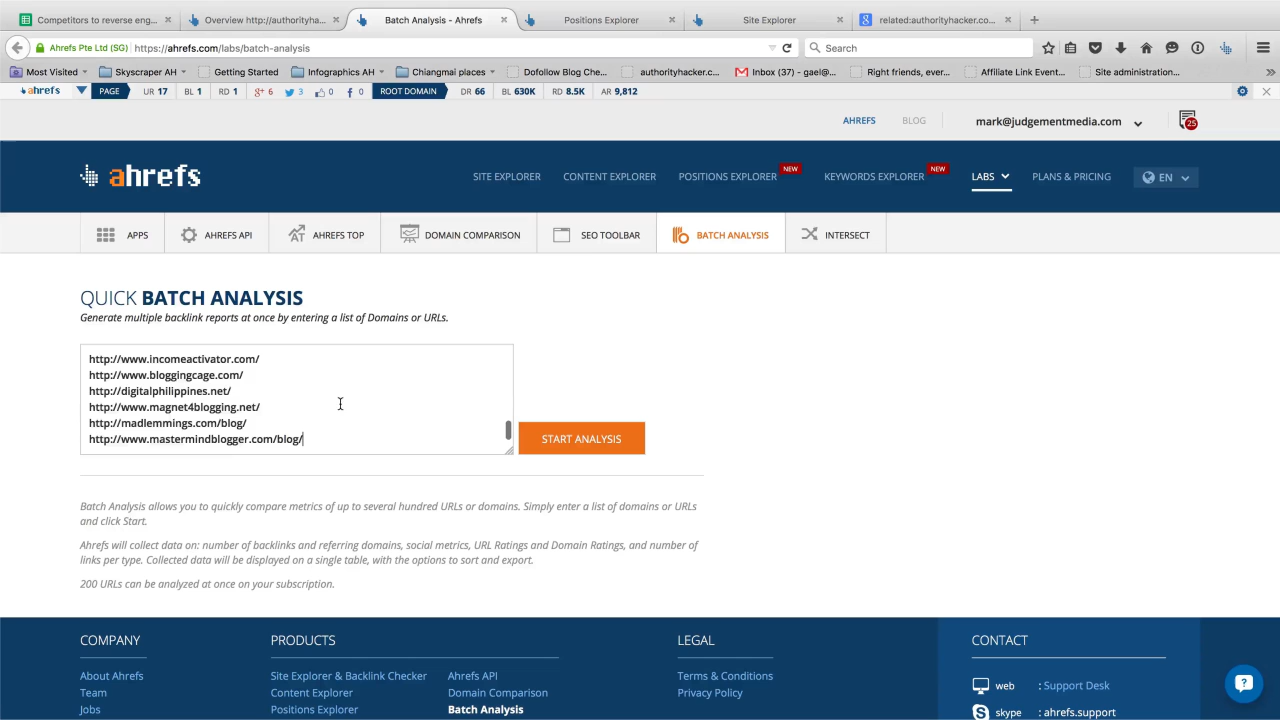 Competitors to reverse eng...
Overview http://authorityha...
Batch Analysis - Ahrefs
Positions Explorer
Site Explorer
related:authorityhacker.co...
Ahrefs Pte Ltd (SG) https://ahrefs.com/labs/batch-analysis
Search
Most Visited
Skyscraper AH
Getting Started
Infographics AH
Chiangmai places
Dofollow Blog Che...
authorityhacker.c...
Inbox (37) - gael@...
Right friends, ever...
Affiliate Link Event...
Site administration...
ahrefs PAGE UR 17 BL 1 RD 1 6 3 0 0 ROOT DOMAIN DR 66 BL 630K RD 8.5K AR 9,812
AHREFS BLOG mark@judgementmedia.com 25
ahrefs
SITE EXPLORER CONTENT EXPLORER POSITIONS EXPLORER NEW KEYWORDS EXPLORER NEW LABS PLANS & PRICING EN
APPS AHREFS API AHREFS TOP DOMAIN COMPARISON SEO TOOLBAR BATCH ANALYSIS INTERSECT
QUICK BATCH ANALYSIS
Generate multiple backlink reports at once by entering a list of Domains or URLs.
http://www.incomeactivator.com/
http://www.bloggingcage.com/
http://digitalphilippines.net/
http://www.magnet4blogging.net/
http://madlemmings.com/blog/
http://www.mastermindblogger.com/blog/
START ANALYSIS
Batch Analysis allows you to quickly compare metrics of up to several hundred URLs or domains. Simply enter a list of domains or URLs
and click Start.
Ahrefs will collect data on: number of backlinks and referring domains, social metrics, URL Ratings and Domain Ratings, and number of
links per type. Collected data will be displayed on a single table, with the options to sort and export.
200 URLs can be analyzed at once on your subscription.
COMPANY
About Ahrefs
Team
Jobs
PRODUCTS
Site Explorer & Backlink Checker
Content Explorer
Positions Explorer
Ahrefs API
Domain Comparison
Batch Analysis
LEGAL
Terms & Conditions
Privacy Policy
CONTACT
web : Support Desk
skype : ahrefs.support